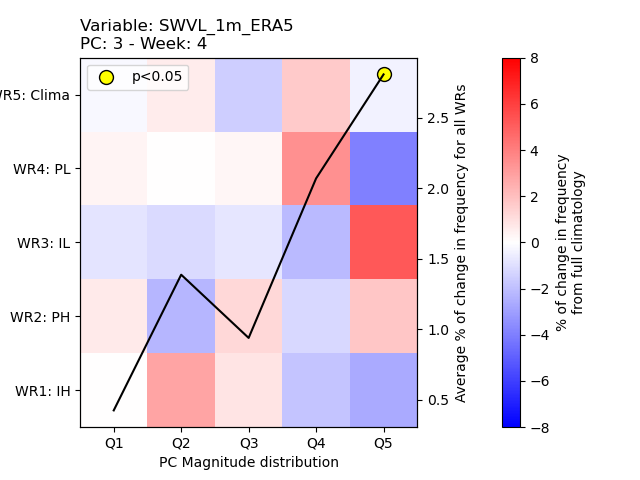 Variable: SWVL_1m_ERA5
PC: 3 - Week: 4
p<0.05
WR5: Clima
WR4: PL
WR3: IL
WR2: PH
WR1: IH
Q1 Q2 Q3 Q4 Q5
PC Magnitude distribution
2.5
2.0
1.5
1.0
0.5
Average % of change in frequency for all WRs
8
6
4
2
0
−2
−4
−6
−8
% of change in frequency
from full climatology